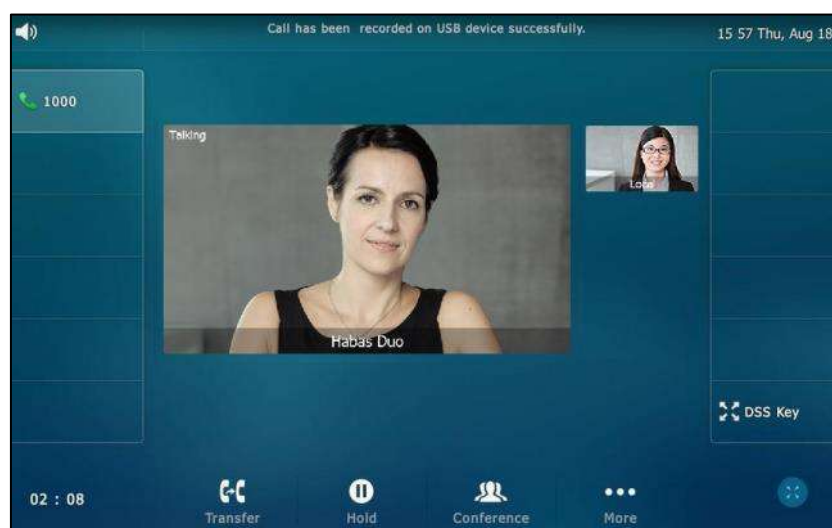 Call has been recorded on USB device successfully.
15 57 Thu, Aug 18
1000
Talking
Local
Habas Duo
DSS Key
02 : 08
Transfer
Hold
Conference
More